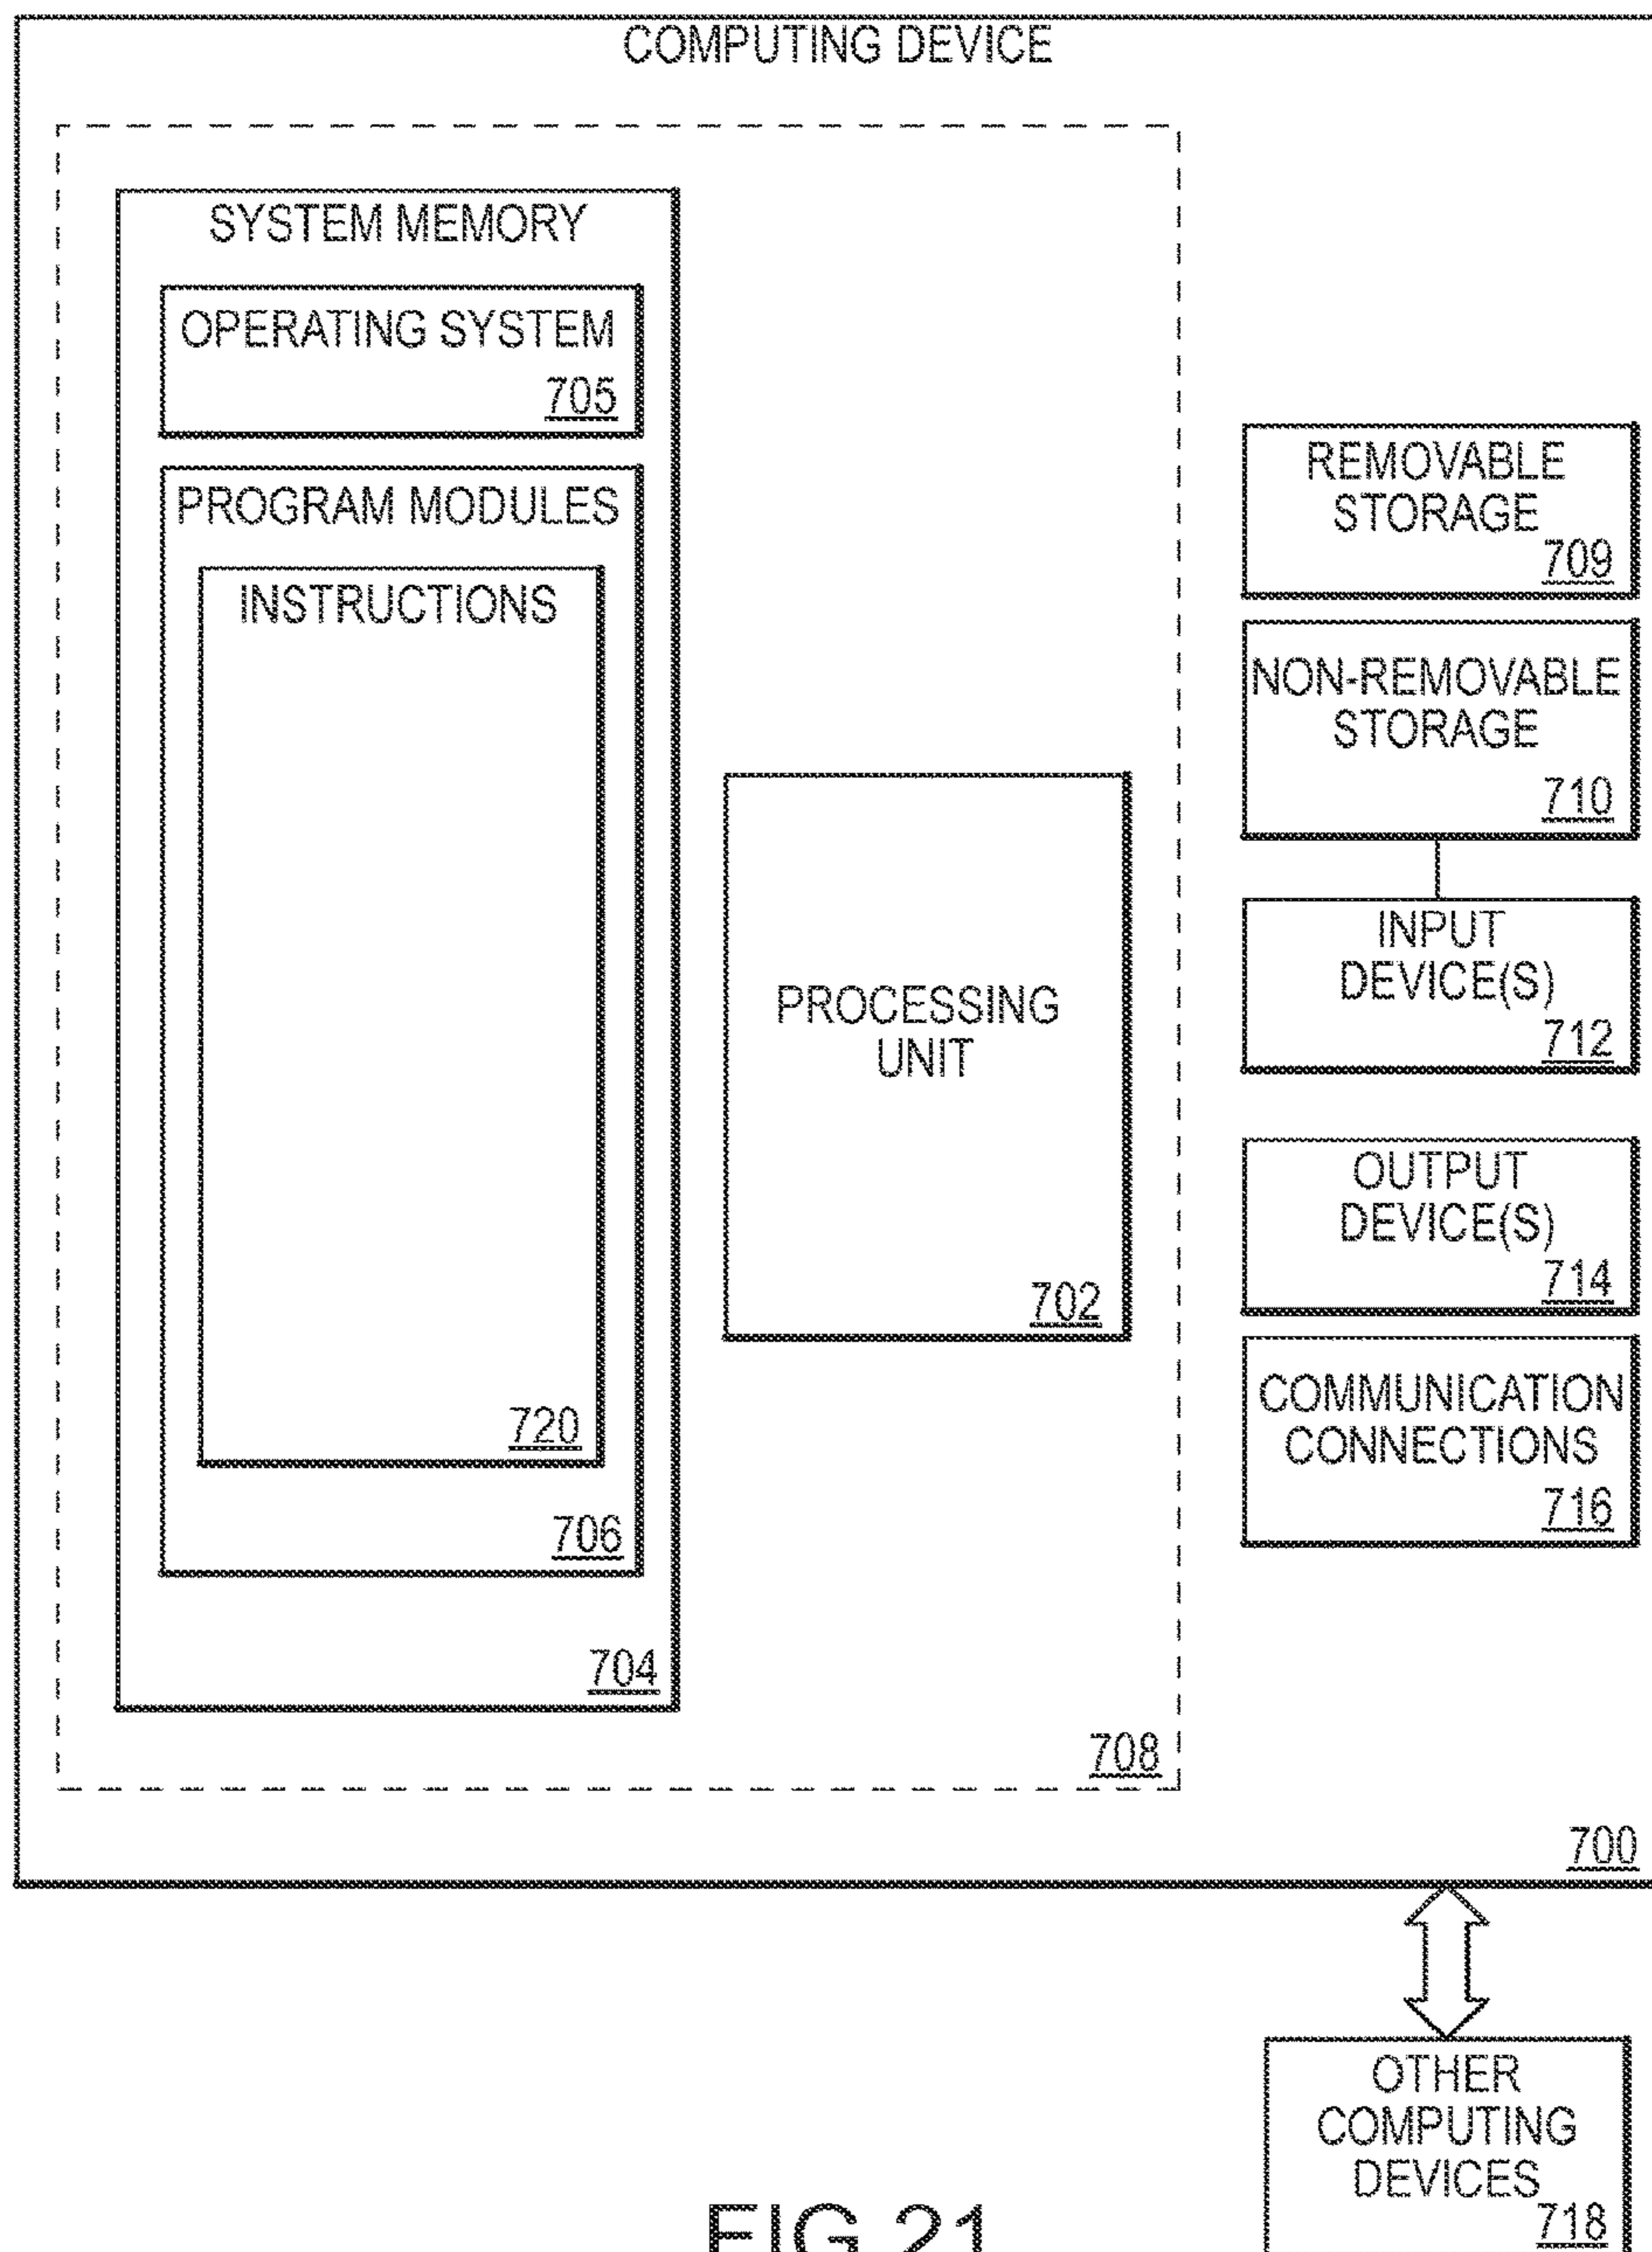 COMPUTING DEVICE
SYSTEM MEMORY
OPERATING SYSTEM
705
PROGRAM MODULES
INSTRUCTIONS
720
706
704
PROCESSING
UNIT
702
708
REMOVABLE
STORAGE
709
NON-REMOVABLE
STORAGE
710
INPUT
DEVICE(S)
712
OUTPUT
DEVICE(S)
714
COMMUNICATION
CONNECTIONS
716
700
OTHER
COMPUTING
DEVICES
718
FIG 21